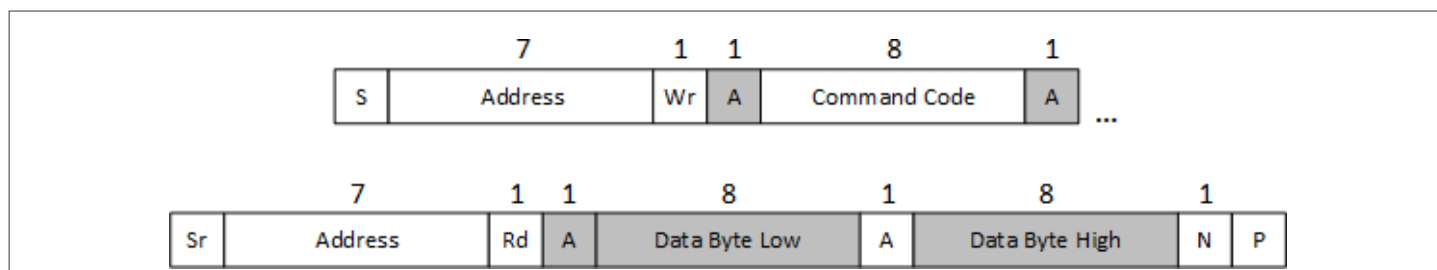 7 1 1 8 1
S Address Wr A Command Code A ...
7 1 1 8 1 8 1
Sr Address Rd A Data Byte Low A Data Byte High N P